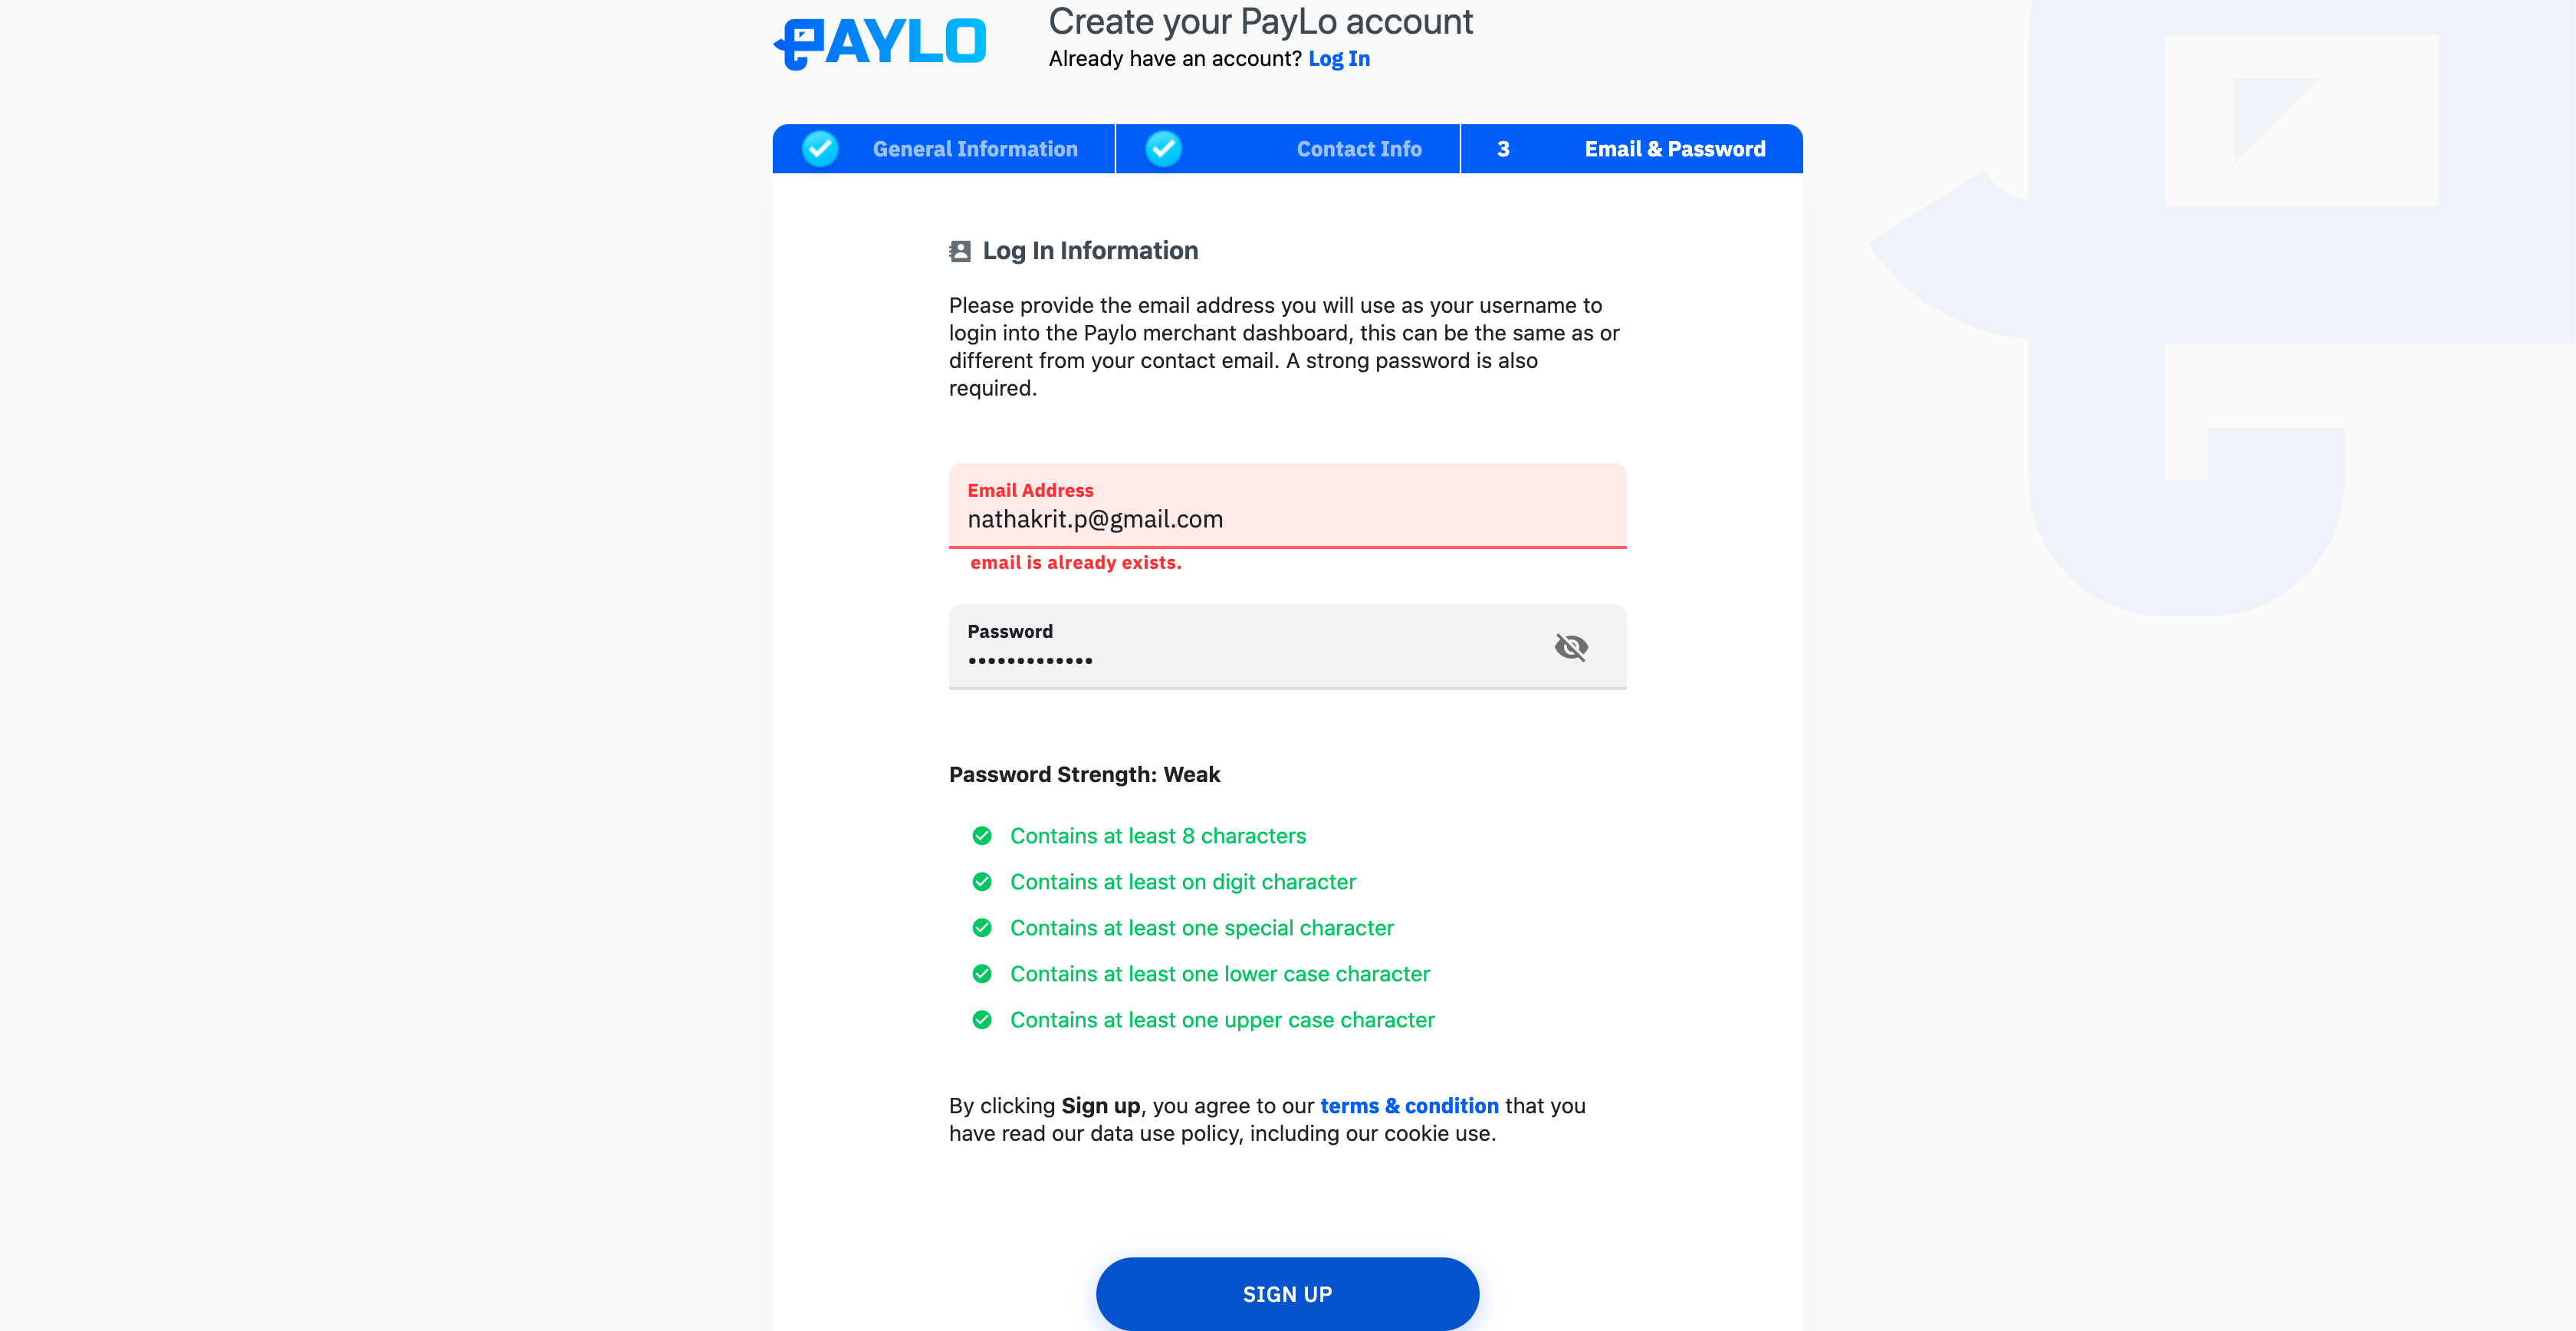 PAYLO
Create your PayLo account
Already have an account? Log In
General Information
Contact Info
3
Email & Password
Log In Information
Please provide the email address you will use as your username to
login into the Paylo merchant dashboard, this can be the same as or
different from your contact email. A strong password is also
required.
Email Address
nathakrit.p@gmail.com
email is already exists.
Password
•••••••••••••
Password Strength: Weak
Contains at least 8 characters
Contains at least on digit character
Contains at least one special character
Contains at least one lower case character
Contains at least one upper case character
By clicking Sign up, you agree to our terms & condition that you
have read our data use policy, including our cookie use.
SIGN UP